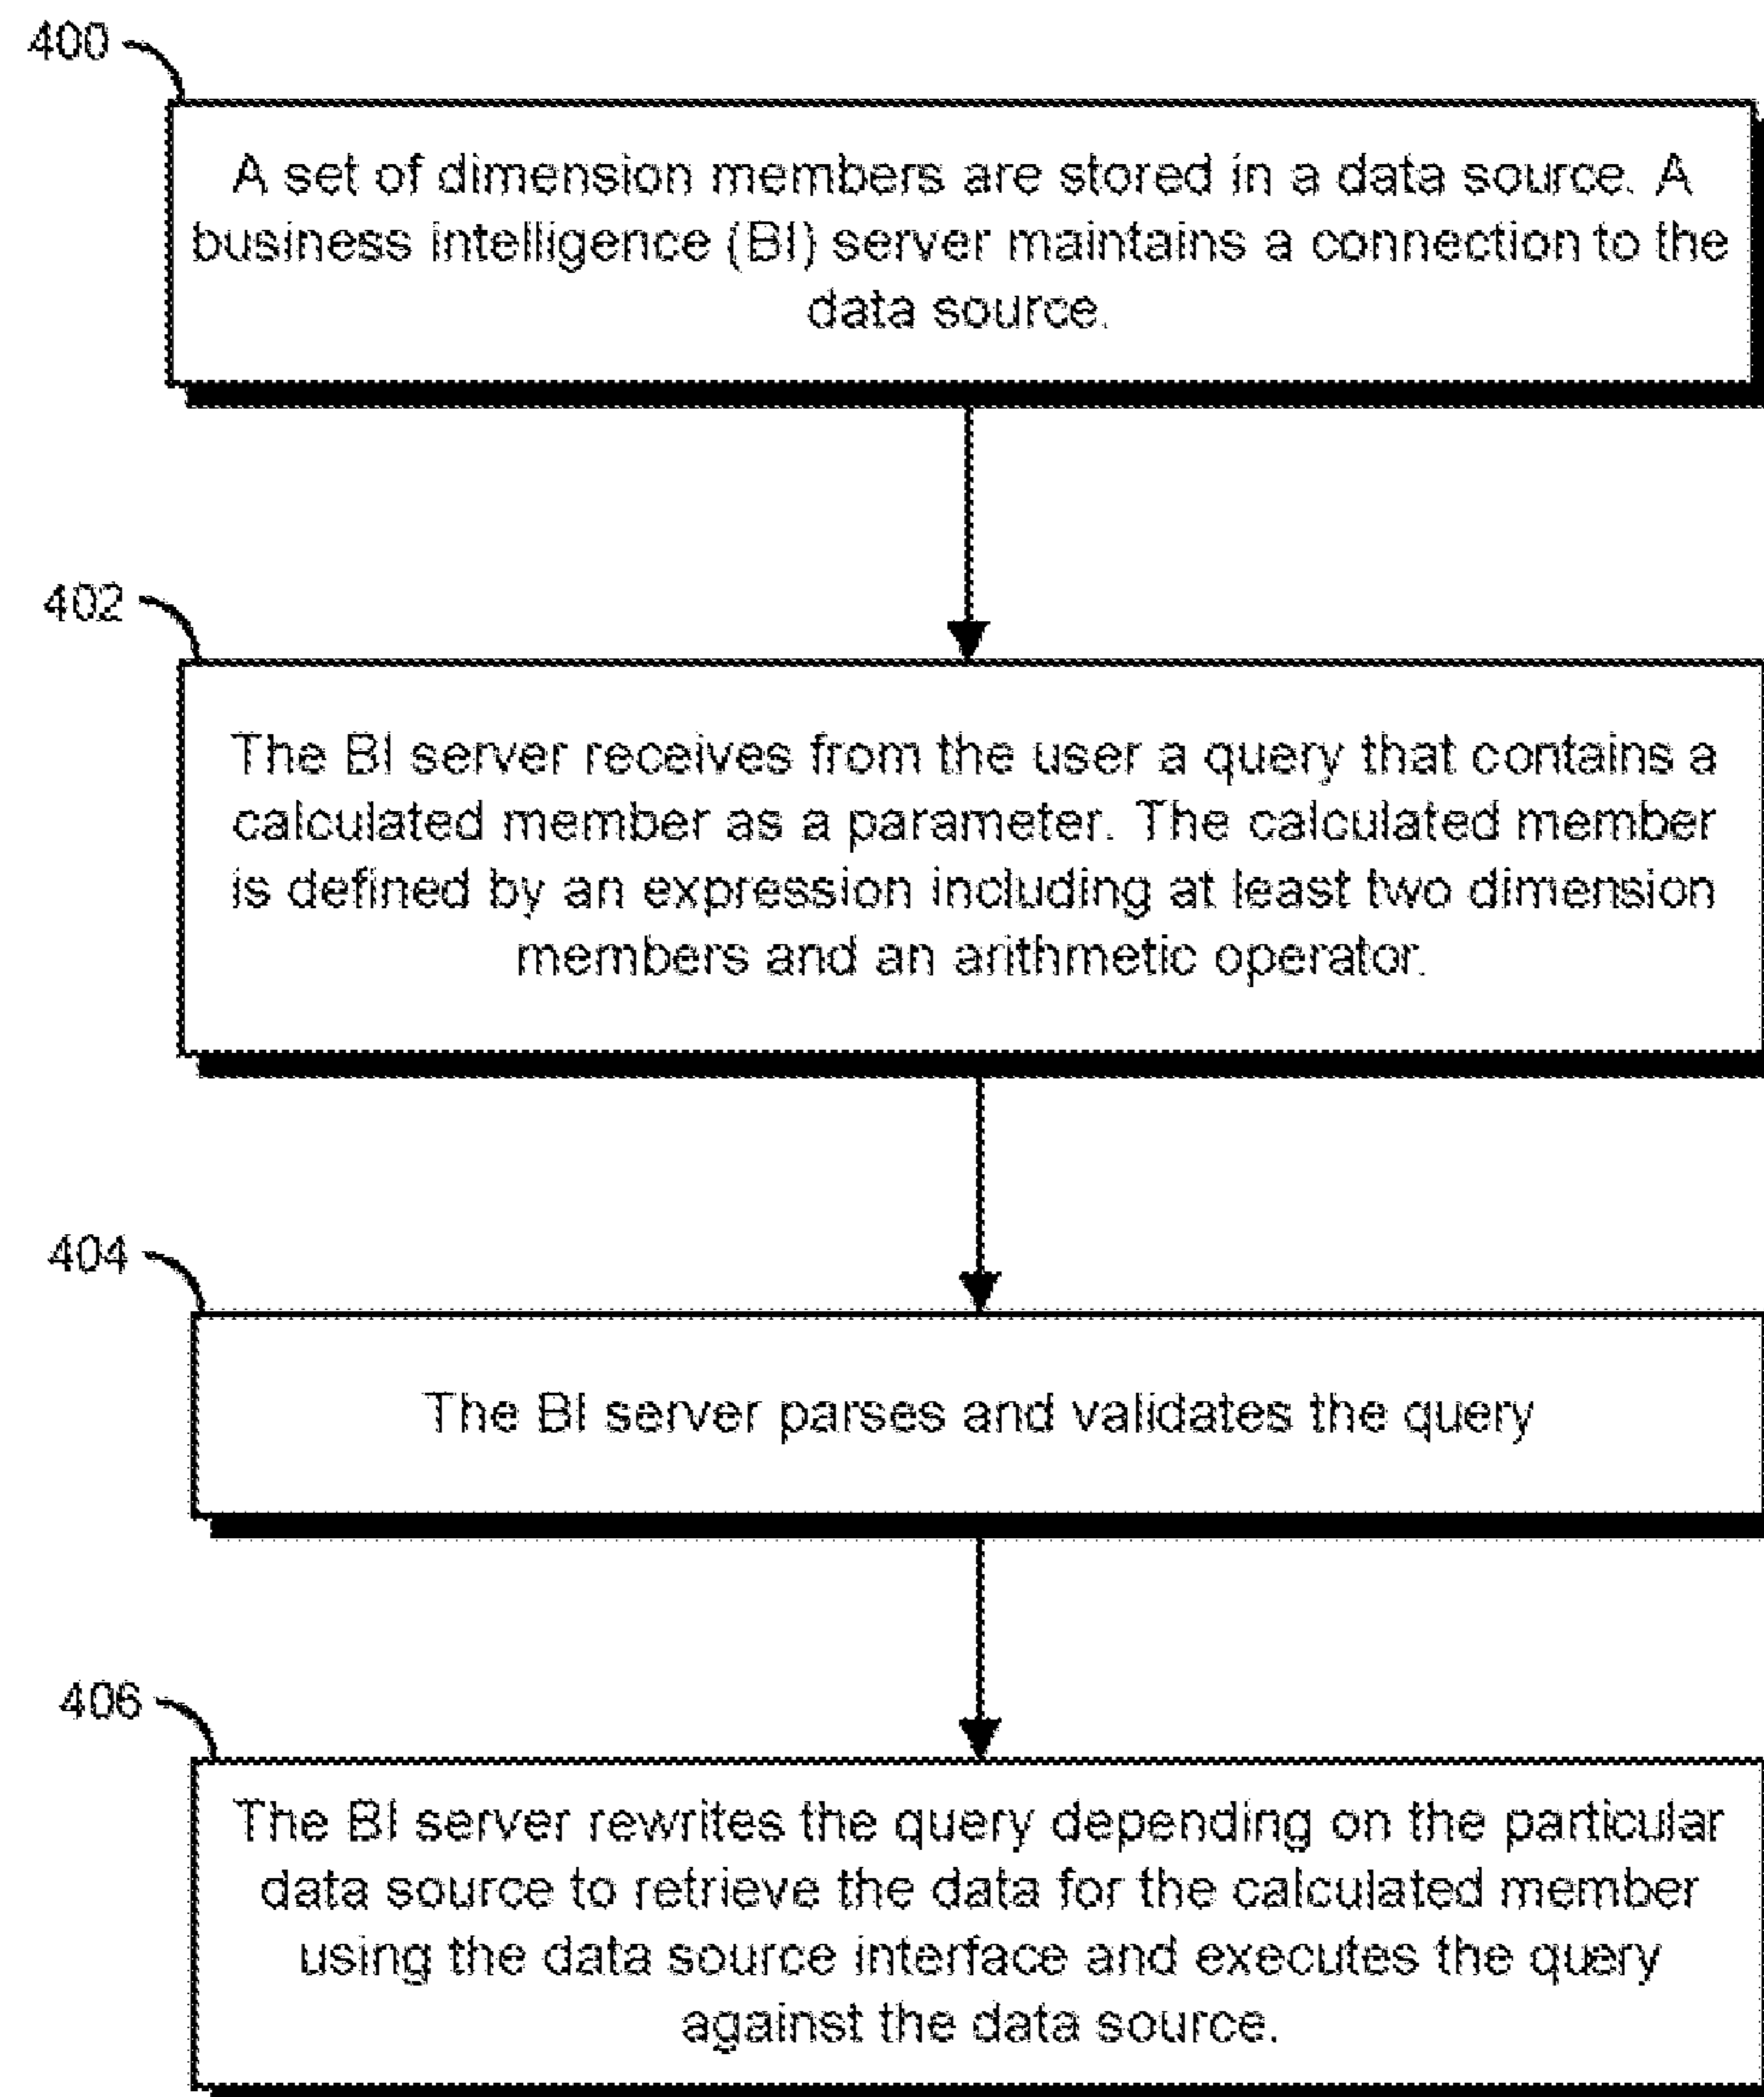 400
A set of dimension members are stored in a data source. A
business intelligence (BI) server maintains a connection to the
data source.
402
The BI server receives from the user a query that contains a
calculated member as a parameter. The calculated member
is defined by an expression including at least two dimension
members and an arithmetic operator.
404
The BI server parses and validates the query
406
The BI server rewrites the query depending on the particular
data source to retrieve the data for the calculated member
using the data source interface and executes the query
against the data source.